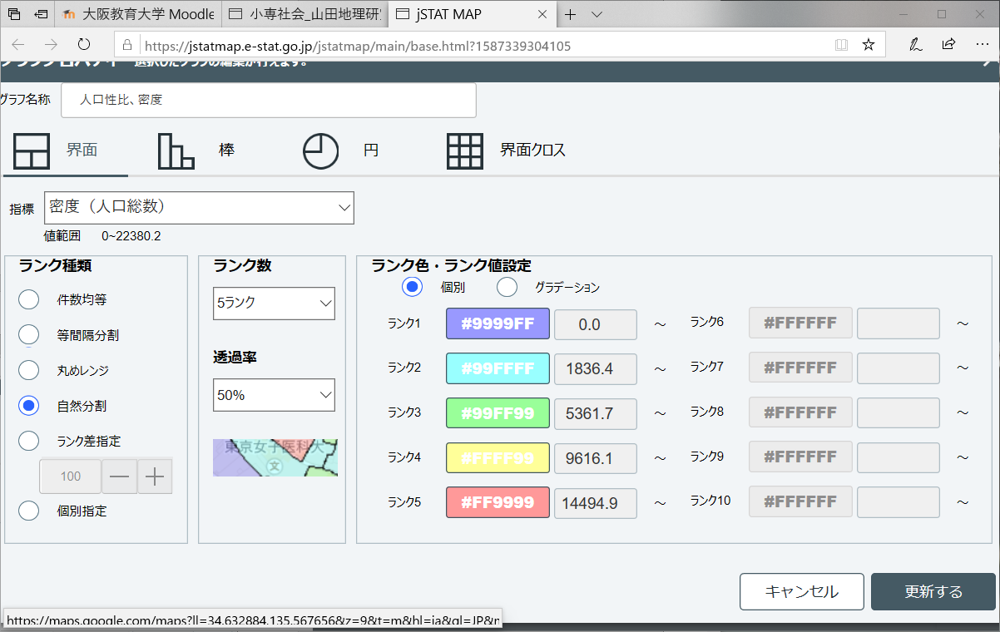 大阪教育大学 Moodle
小専社会_山田地理研究
jSTAT MAP
https://jstatmap.e-stat.go.jp/jstatmap/main/base.html?1587339304105
グラフプロパティ 選択したグラフの編集が行えます。
グラフ名称 人口性比、密度
界面 棒 円 界面クロス
指標 密度（人口総数）
値範囲 0~22380.2
ランク種類
件数均等
等間隔分割
丸めレンジ
自然分割
ランク差指定
100
個別指定
ランク数
5ランク
透過率
50%
東京女子医科大
文
ランク色・ランク値設定
個別 グラデーション
ランク1 #9999FF 0.0 ～ ランク6 #FFFFFF ～
ランク2 #99FFFF 1836.4 ～ ランク7 #FFFFFF ～
ランク3 #99FF99 5361.7 ～ ランク8 #FFFFFF ～
ランク4 #FFFF99 9616.1 ～ ランク9 #FFFFFF ～
ランク5 #FF9999 14494.9 ～ ランク10 #FFFFFF ～
キャンセル 更新する
https://maps.google.com/maps?ll=34.632884,135.567656&z=9&t=m&hl=ja&gl=JP&m